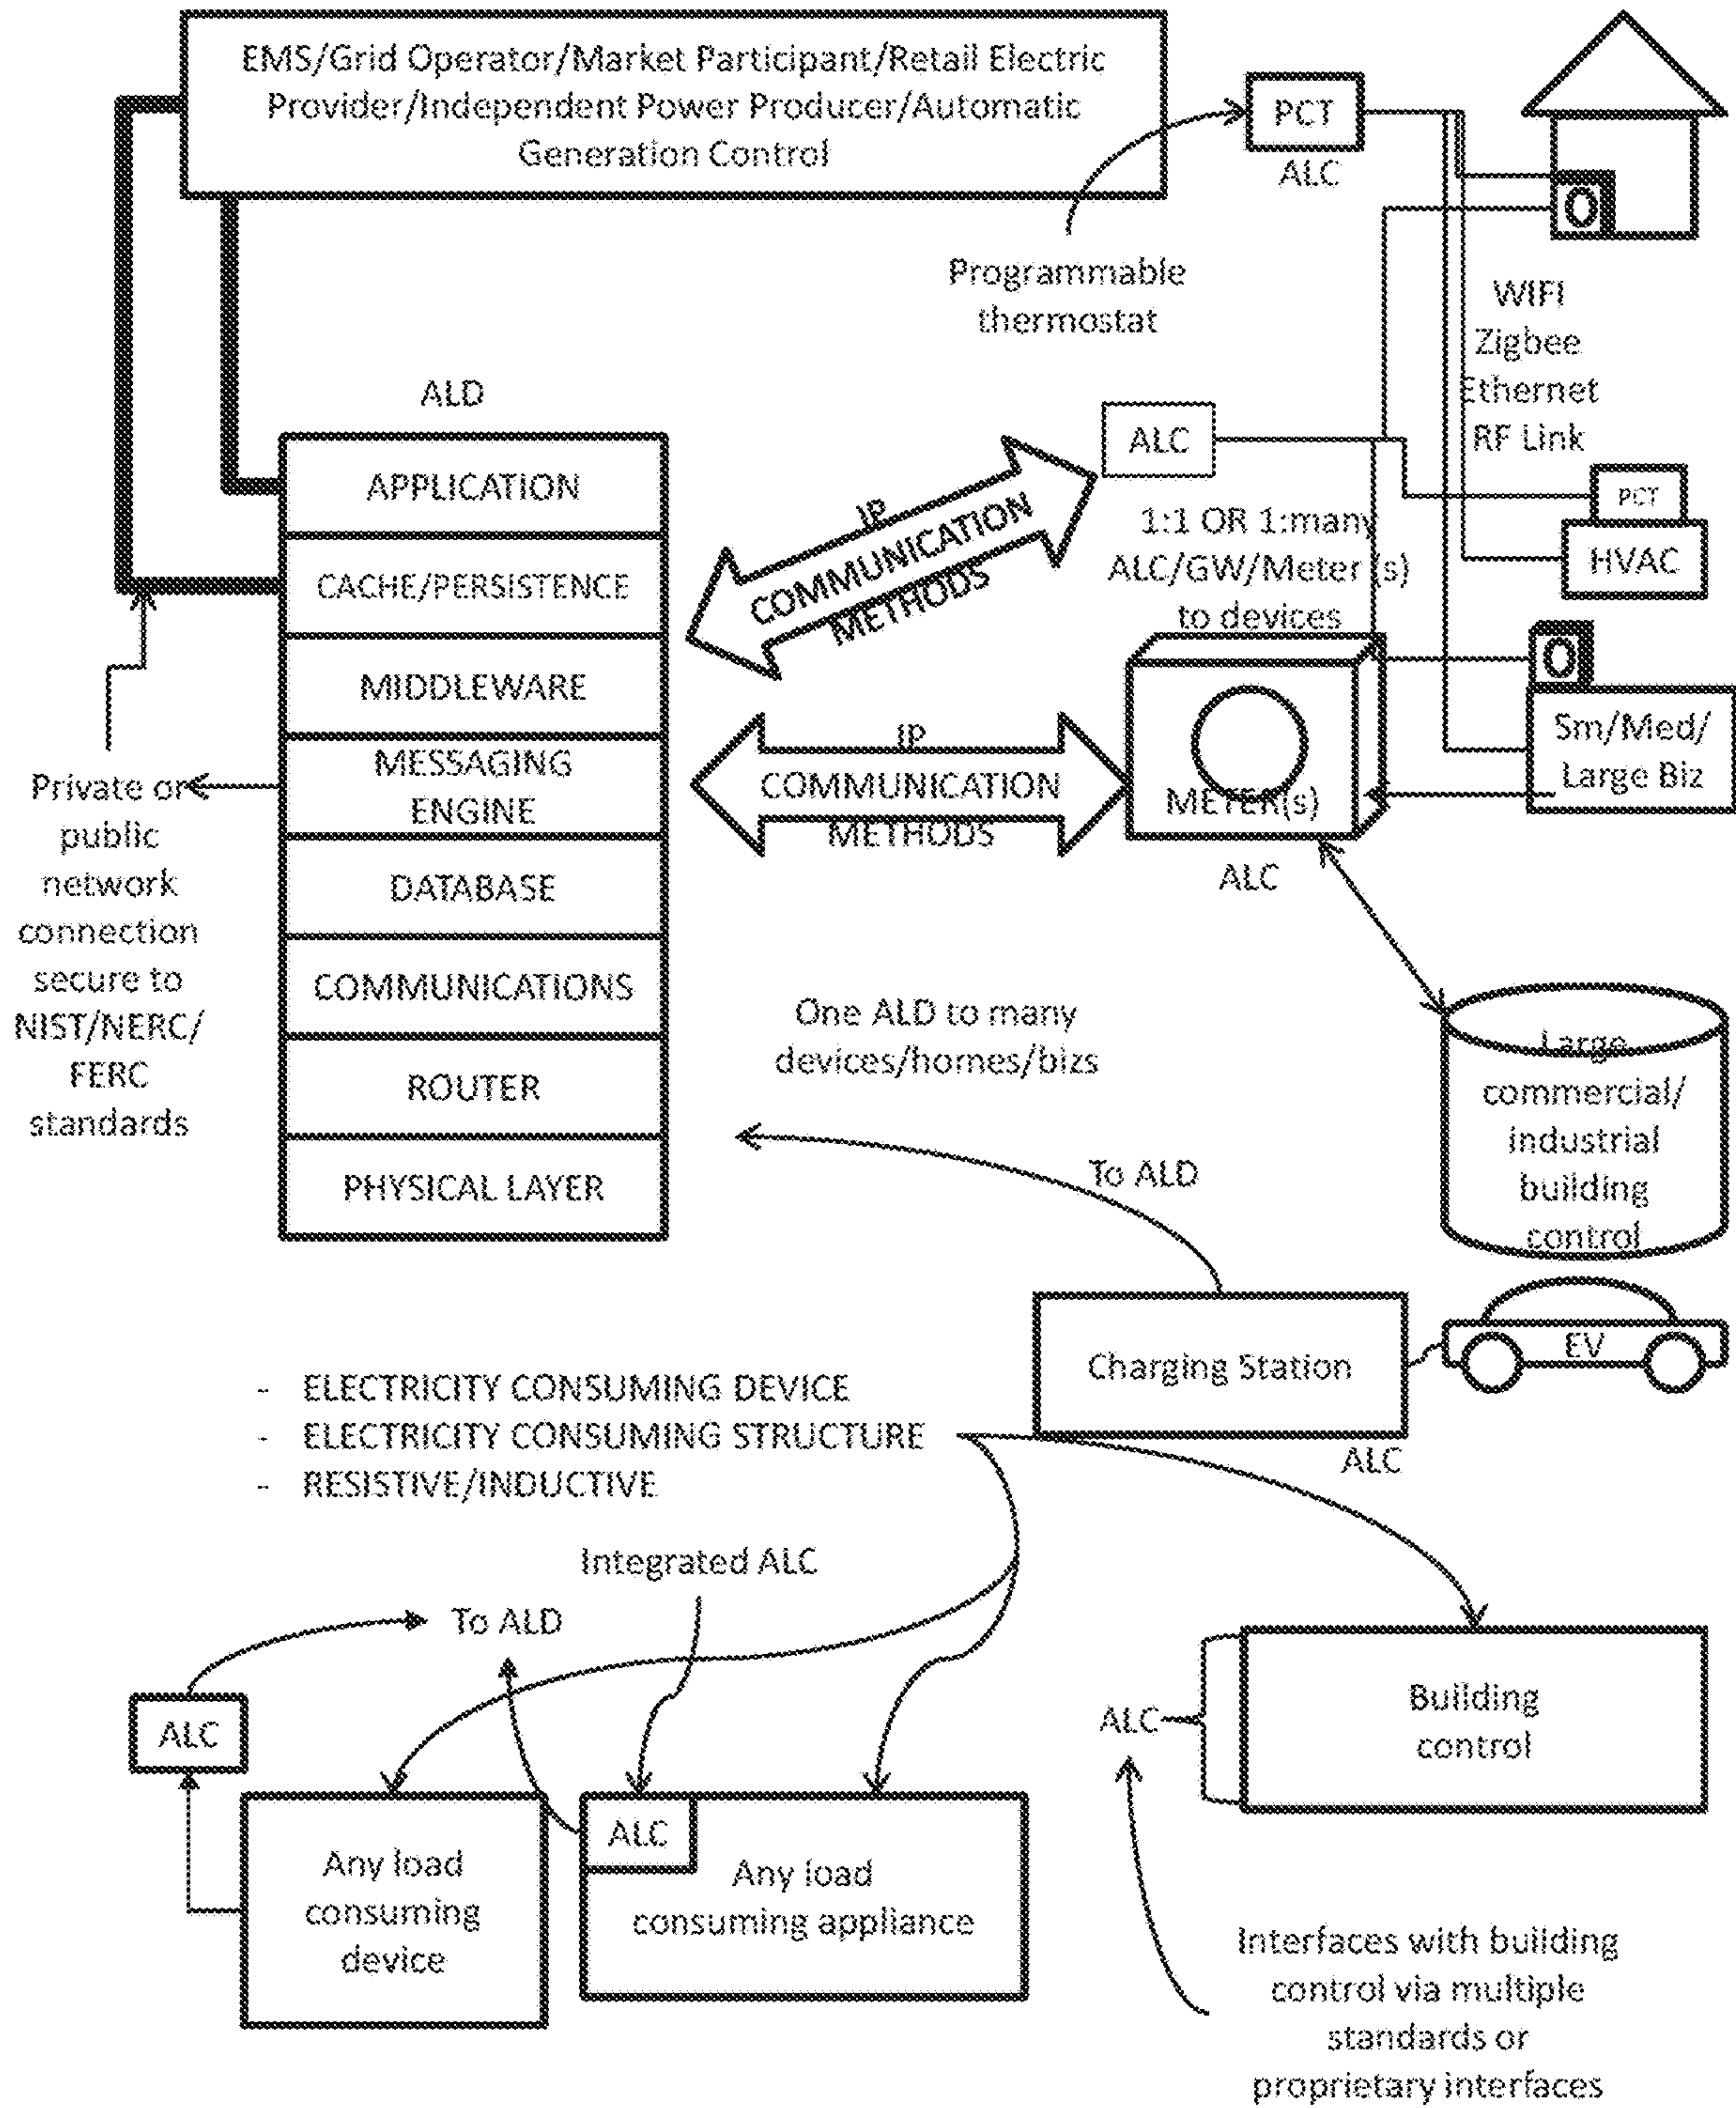 EMS/Grid Operator/Market Participant/Retail Electric
Provider/Independent Power Producer/Automatic
Generation Control
PCT
ALC
Programmable
thermostat
WIFI
Zigbee
Ethernet
RF Link
ALD
APPLICATION
CACHE/PERSISTENCE
MIDDLEWARE
MESSAGING
ENGINE
DATABASE
COMMUNICATIONS
ROUTER
PHYSICAL LAYER
IP
COMMUNICATION
METHODS
ALC
1:1 OR 1:many
ALC/GW/Meter (s)
to devices
PCT
HVAC
Sm/Med/
Large Biz
IP
COMMUNICATION
METHODS
METER(s)
ALC
Private or
public
network
connection
secure to
NIST/NERC/
FERC
standards
One ALD to many
devices/homes/bizs
Large
commercial/
industrial
building
control
To ALD
Charging Station
EV
ALC
- ELECTRICITY CONSUMING DEVICE
- ELECTRICITY CONSUMING STRUCTURE
- RESISTIVE/INDUCTIVE
Integrated ALC
To ALD
ALC
Any load
consuming
device
ALC
Any load
consuming appliance
ALC
Building
control
Interfaces with building
control via multiple
standards or
proprietary interfaces